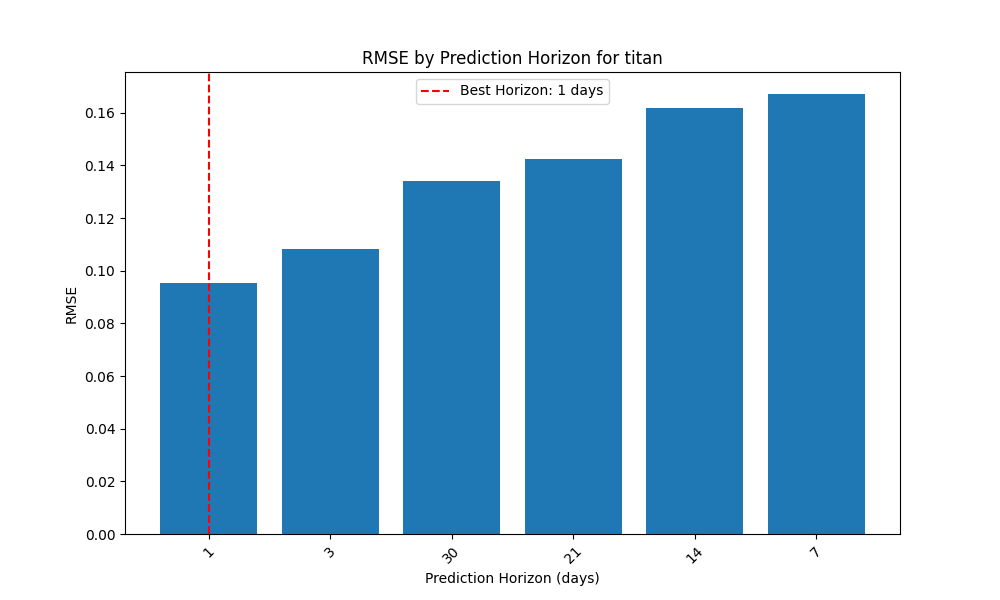 RMSE by Prediction Horizon for titan
Best Horizon: 1 days
0.16
0.14
0.12
0.10
0.08
0.06
0.04
0.02
0.00
RMSE
1 3 30 21 14 7
Prediction Horizon (days)